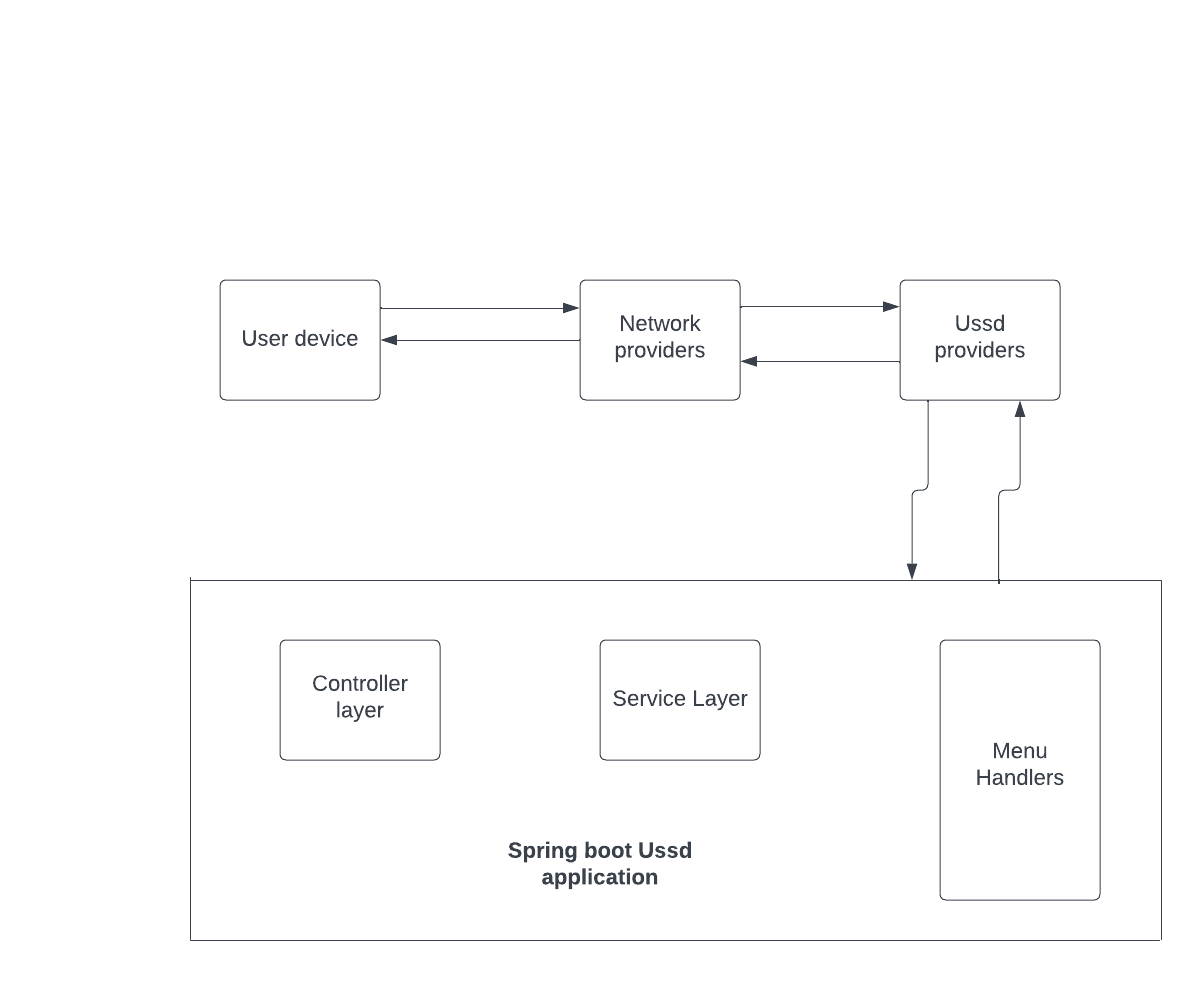 User device
Network
providers
Ussd
providers
Controller
layer
Service Layer
Menu
Handlers
Spring boot Ussd
application